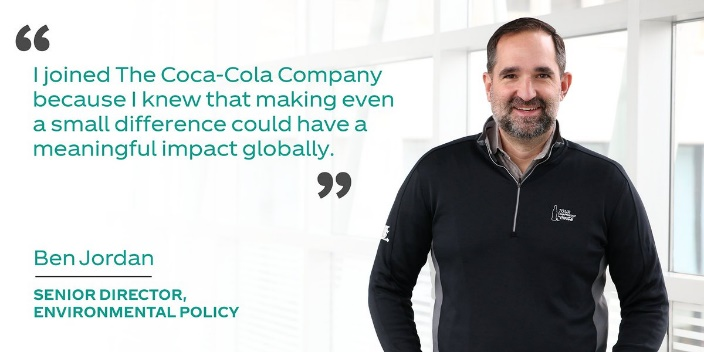 “
I joined The Coca-Cola Company
because I knew that making even
a small difference could have a
meaningful impact globally.
”
Ben Jordan
SENIOR DIRECTOR,
ENVIRONMENTAL POLICY